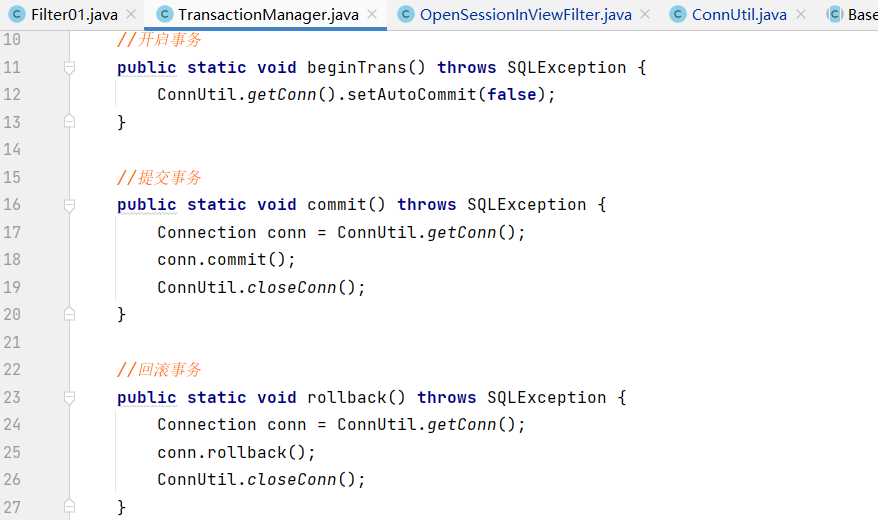 Filter01.java TransactionManager.java OpenSessionInViewFilter.java ConnUtil.java Base
10 //开启事务
11 public static void beginTrans() throws SQLException {
12 ConnUtil.getConn().setAutoCommit(false);
13 }
14
15 //提交事务
16 public static void commit() throws SQLException {
17 Connection conn = ConnUtil.getConn();
18 conn.commit();
19 ConnUtil.closeConn();
20 }
21
22 //回滚事务
23 public static void rollback() throws SQLException {
24 Connection conn = ConnUtil.getConn();
25 conn.rollback();
26 ConnUtil.closeConn();
27 }